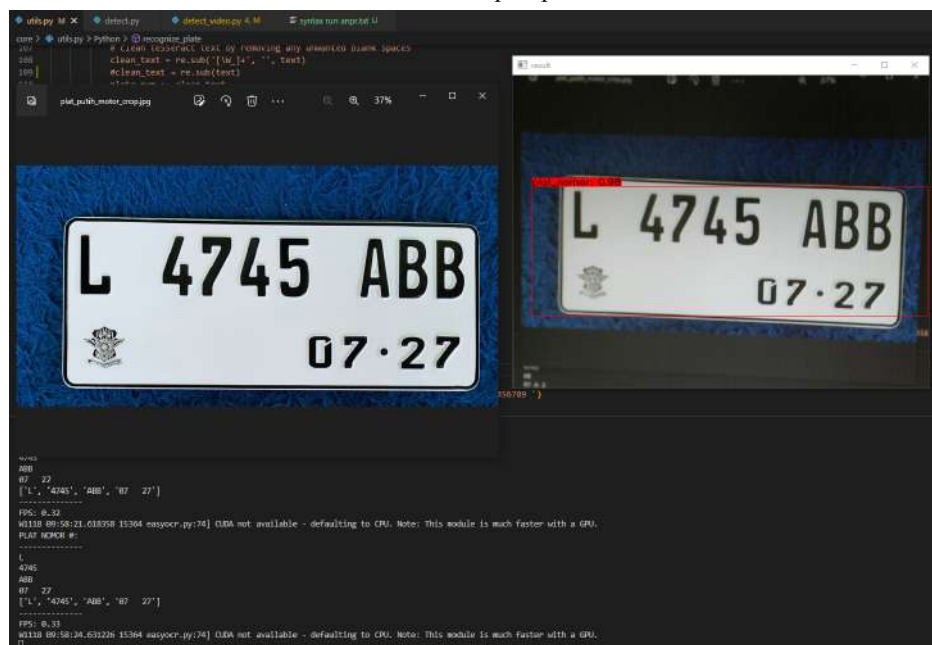 utils.py M X detect.py detect_video.py 4, M syntax run anpr.txt U
core > utils.py > Python > recognize_plate
107 # clean tesseract text by removing any unwanted blank spaces
108 clean_text = re.sub('[\W_]+', '', text)
109 #clean_text = re.sub(text)
plat_putih_motor_crop.jpg
37%
result
L 4745 ABB
07·27
L 4745 ABB
07·27
4745
ABB
07 27
['L', '4745', 'ABB', '07 27']
--------------
FPS: 0.32
W1118 09:58:21.618358 15364 easyocr.py:74] CUDA not available - defaulting to CPU. Note: This module is much faster with a GPU.
PLAT NOMOR #:
--------------
L
4745
ABB
07 27
['L', '4745', 'ABB', '07 27']
--------------
FPS: 0.33
W1118 09:58:24.631226 15364 easyocr.py:74] CUDA not available - defaulting to CPU. Note: This module is much faster with a GPU.